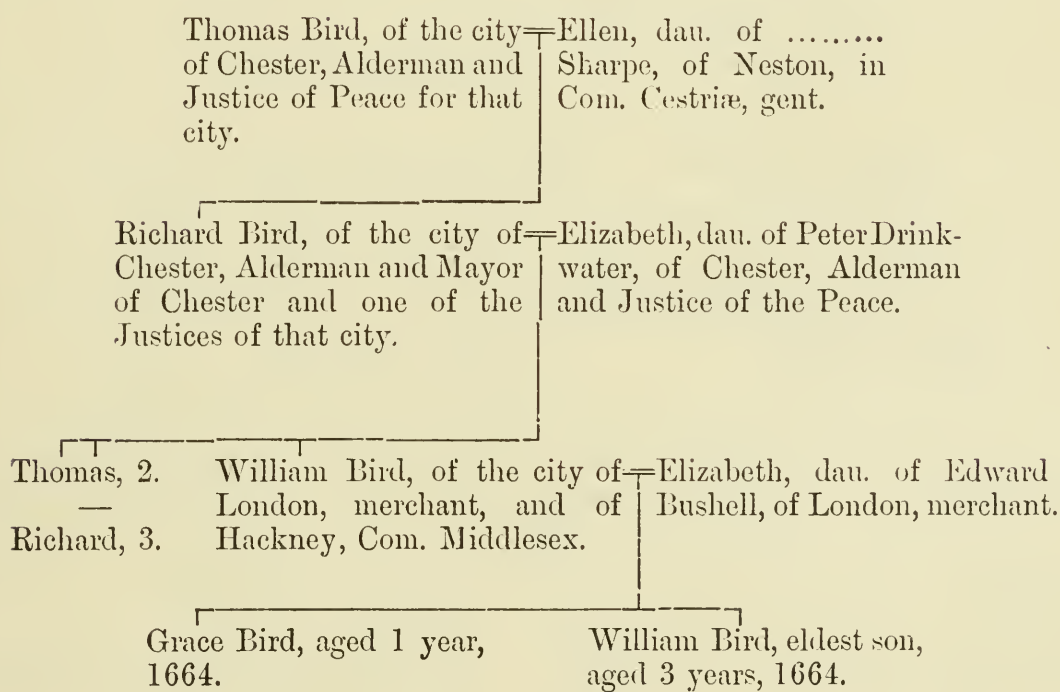 Thomas Bird, of the city
of Chester, Alderman and
Justice of Peace for that
city.
Ellen, dau. of .........
Sharpe, of Neston, in
Com. Cestriæ, gent.
Richard Bird, of the city of
Chester, Alderman and Mayor
of Chester and one of the
Justices of that city.
Elizabeth, dau. of Peter Drink-
water, of Chester, Alderman
and Justice of the Peace.
Thomas, 2.
—
Richard, 3.
William Bird, of the city of
London, merchant, and of
Hackney, Com. Middlesex.
Elizabeth, dau. of Edward
Bushell, of London, merchant.
Grace Bird, aged 1 year,
1664.
William Bird, eldest son,
aged 3 years, 1664.